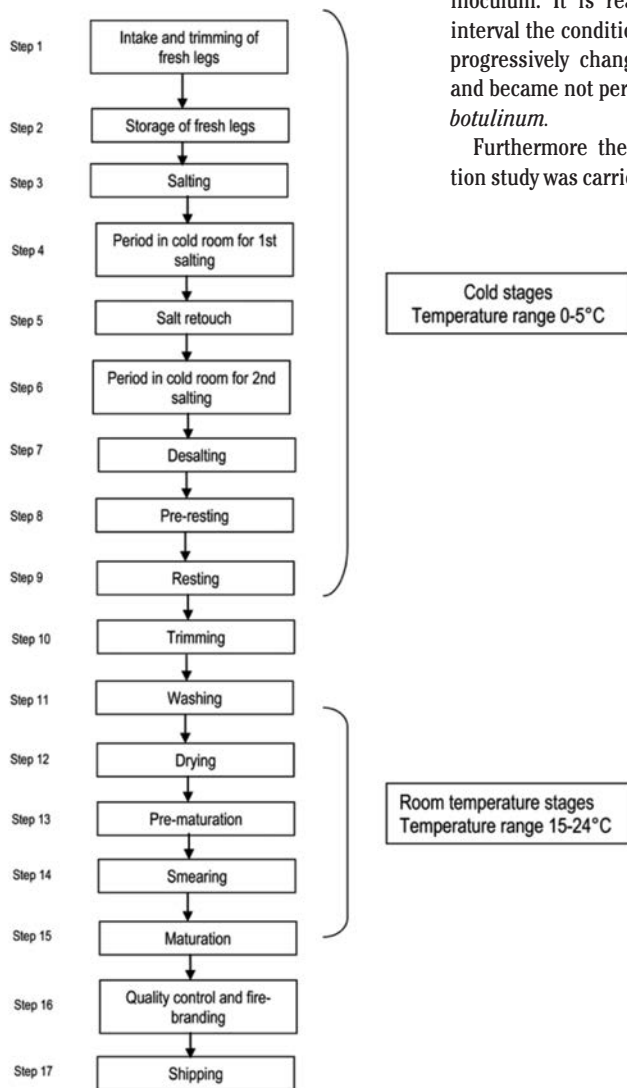 Step 1
Intake and trimming of
fresh legs
Step 2
Storage of fresh legs
Step 3
Salting
Step 4
Period in cold room for 1st
salting
Step 5
Salt retouch
Step 6
Period in cold room for 2nd
salting
Step 7
Desalting
Step 8
Pre-resting
Step 9
Resting
Step 10
Trimming
Step 11
Washing
Step 12
Drying
Step 13
Pre-maturation
Step 14
Smearing
Step 15
Maturation
Step 16
Quality control and fire-
branding
Step 17
Shipping
Cold stages
Temperature range 0-5°C
Room temperature stages
Temperature range 15-24°C
inoculum. It is
interval the
progressively
and became not
botulinum.
Furthermore the
tion study was